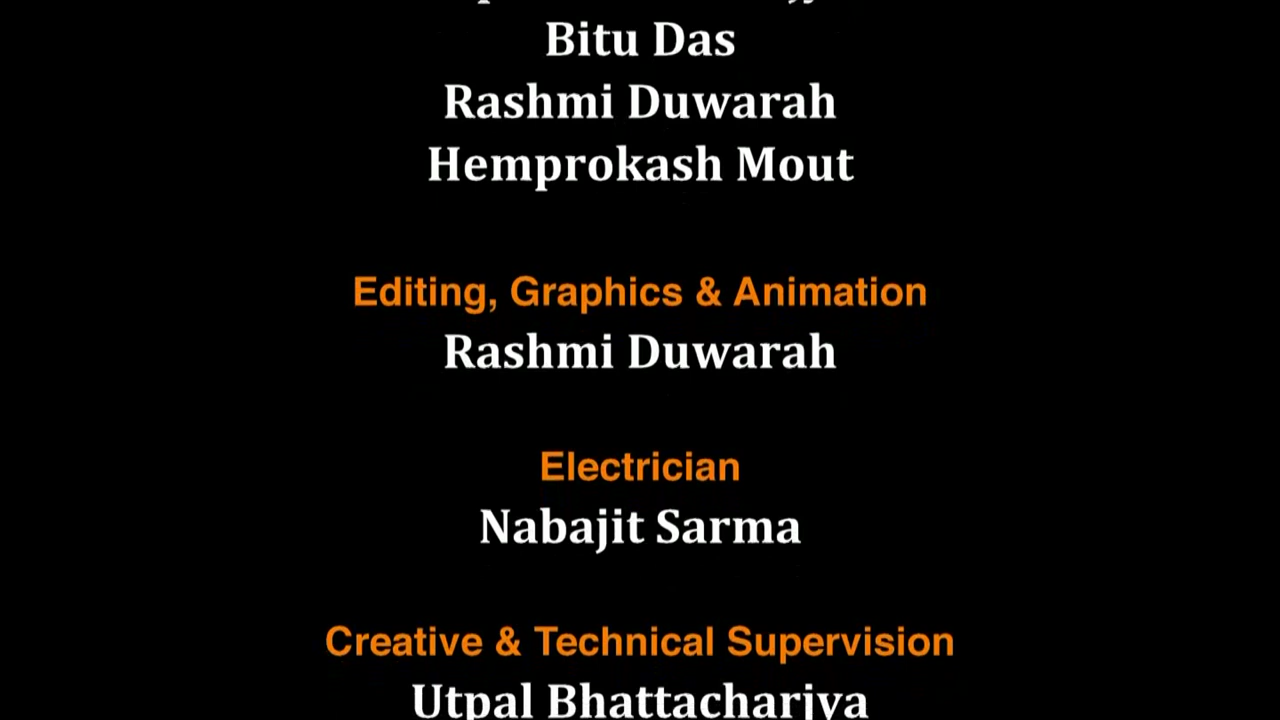 Bitu Das
Rashmi Duwarah
Hemprokash Mout
Editing, Graphics & Animation
Rashmi Duwarah
Electrician
Nabajit Sarma
Creative & Technical Supervision
Utpal Bhattacharjya